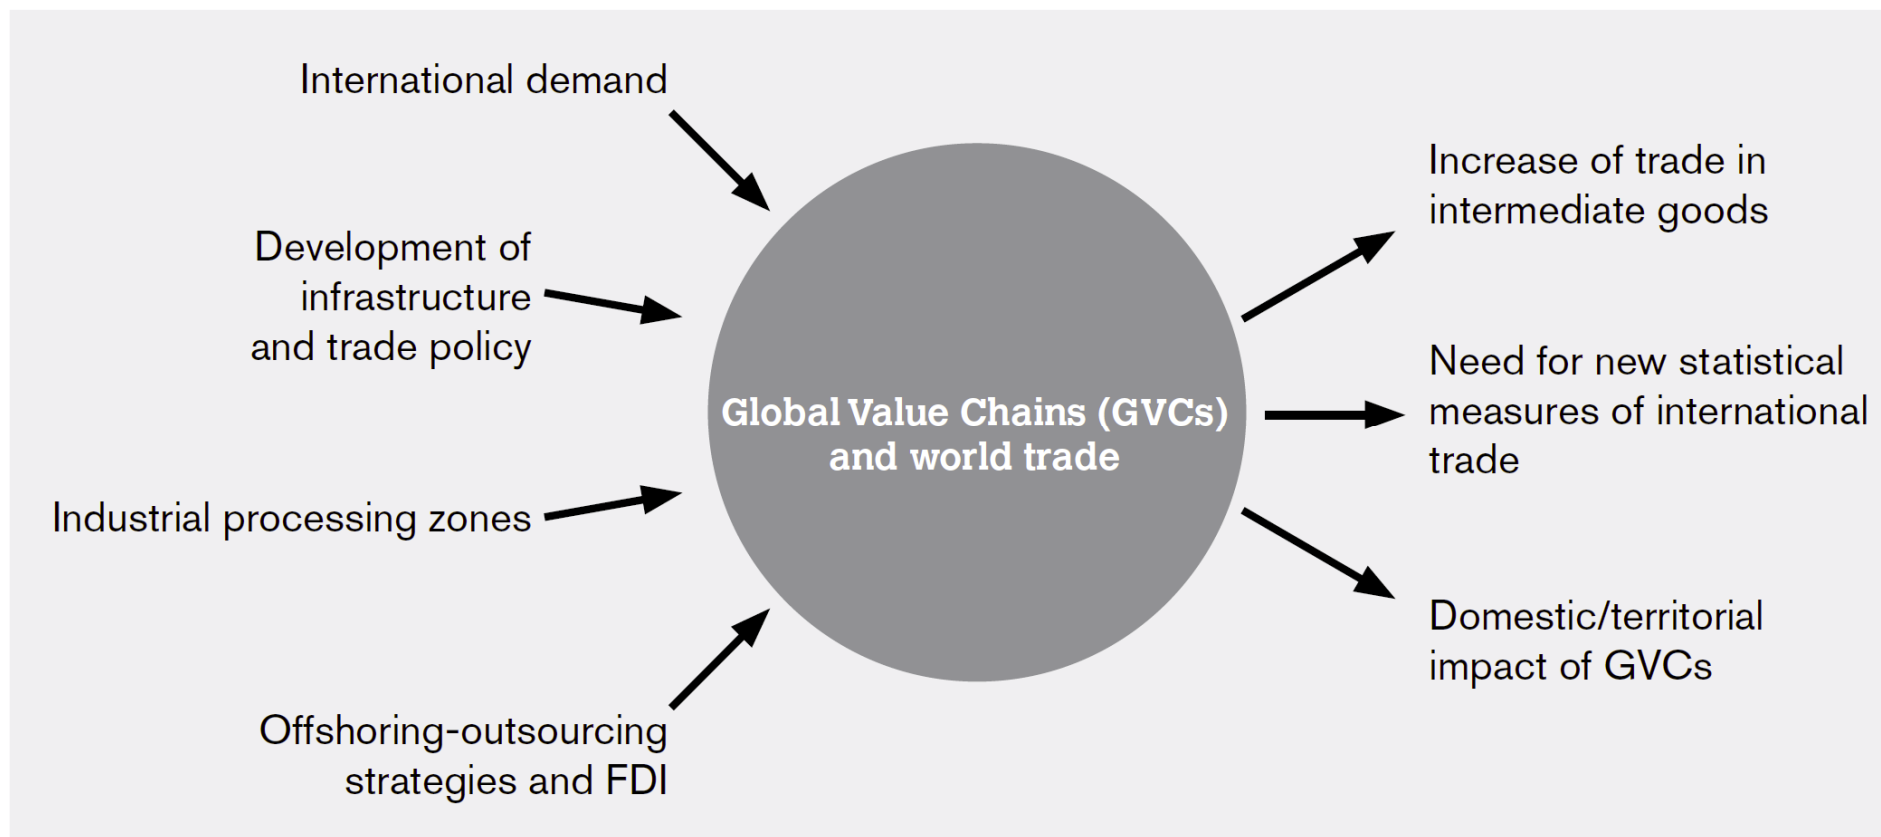 International demand
Development of
infrastructure
and trade policy
Industrial processing zones
Offshoring-outsourcing
strategies and FDI
Global Value Chains (GVCs)
and world trade
Increase of trade in
intermediate goods
Need for new statistical
measures of international
trade
Domestic/territorial
impact of GVCs